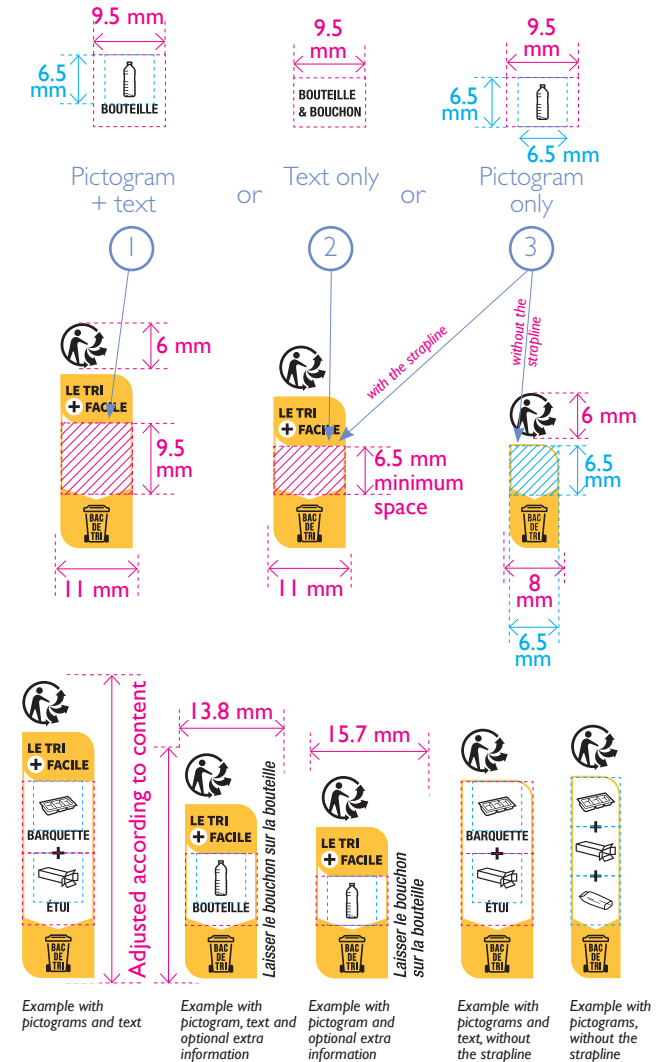 9.5 mm
6.5
mm
BOUTEILLE
9.5
mm
BOUTEILLE
& BOUCHON
9.5
mm
6.5
mm
6.5 mm
Pictogram
+ text
or
Text only
or
Pictogram
only
1
2
3
with the strapline
without the
strapline
6 mm
LE TRI
+ FACILE
9.5
mm
BAC
DE
TRI
11 mm
LE TRI
+ FACILE
6.5 mm
minimum
space
BAC
DE
TRI
11 mm
6 mm
6.5
mm
BAC
DE
TRI
8
mm
6.5
mm
LE TRI
+ FACILE
BARQUETTE
+
ÉTUI
BAC
DE
TRI
Adjusted according to content
13.8 mm
LE TRI
+ FACILE
BOUTEILLE
BAC
DE
TRI
Laisser le bouchon sur la bouteille
15.7 mm
LE TRI
+ FACILE
BAC
DE
TRI
Laisser le bouchon
sur la bouteille
BARQUETTE
+
ÉTUI
BAC
DE
TRI
+
+
BAC
DE
TRI
Example with
pictograms and text
Example with
pictogram, text and
optional extra
information
Example with
pictogram and
optional extra
information
Example with
pictograms and
text, without
the strapline
Example with
pictograms,
without the
strapline